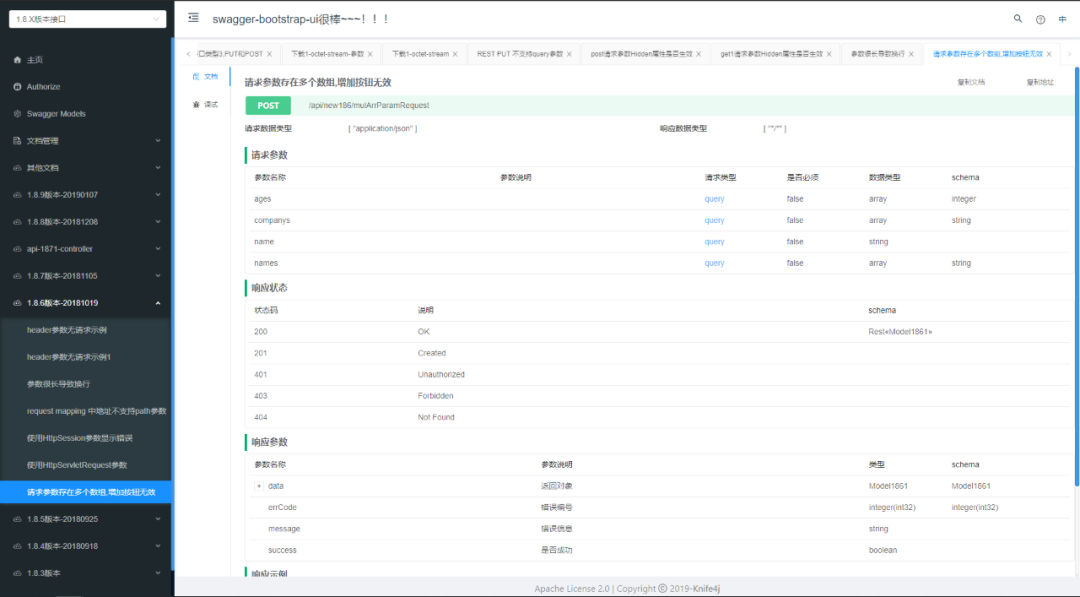 1.8.X版本接口
swagger-bootstrap-ui很棒~~~！！！
中
主页
Authorize
Swagger Models
文档管理
其他文档
1.8.9版本-20190107
1.8.8版本-20181208
api-1871-controller
1.8.7版本-20181105
1.8.6版本-20181019
header参数无请求示例
header参数无请求示例1
参数很长导致换行
request mapping 中地址不支持path参数
使用HttpSession参数显示错误
使用HttpServletRequest参数
请求参数存在多个数组,增加按钮无效
1.8.5版本-20180925
1.8.4版本-20180918
1.8.3版本
口类型3,PUT和POST
下载1-octet-stream-参数
下载1-octet-stream
REST PUT 不支持query参数
post请求参数Hidden属性是否生效
get1请求参数Hidden属性是否生效
参数很长导致换行
请求参数存在多个数组,增加按钮无效
文档
调试
请求参数存在多个数组,增加按钮无效
复制文档 复制地址
POST /api/new186/mulArrParamRequest
请求数据类型 [ "application/json" ] 响应数据类型 [ "*/*" ]
请求参数
参数名称 参数说明 请求类型 是否必须 数据类型 schema
ages query false array integer
companys query false array string
name query false string
names query false array string
响应状态
状态码 说明 schema
200 OK Rest«Model1861»
201 Created
401 Unauthorized
403 Forbidden
404 Not Found
响应参数
参数名称 参数说明 类型 schema
+ data 返回对象 Model1861 Model1861
errCode 错误编号 integer(int32) integer(int32)
message 错误信息 string
success 是否成功 boolean
响应示例
Apache License 2.0 | Copyright © 2019-Knife4j